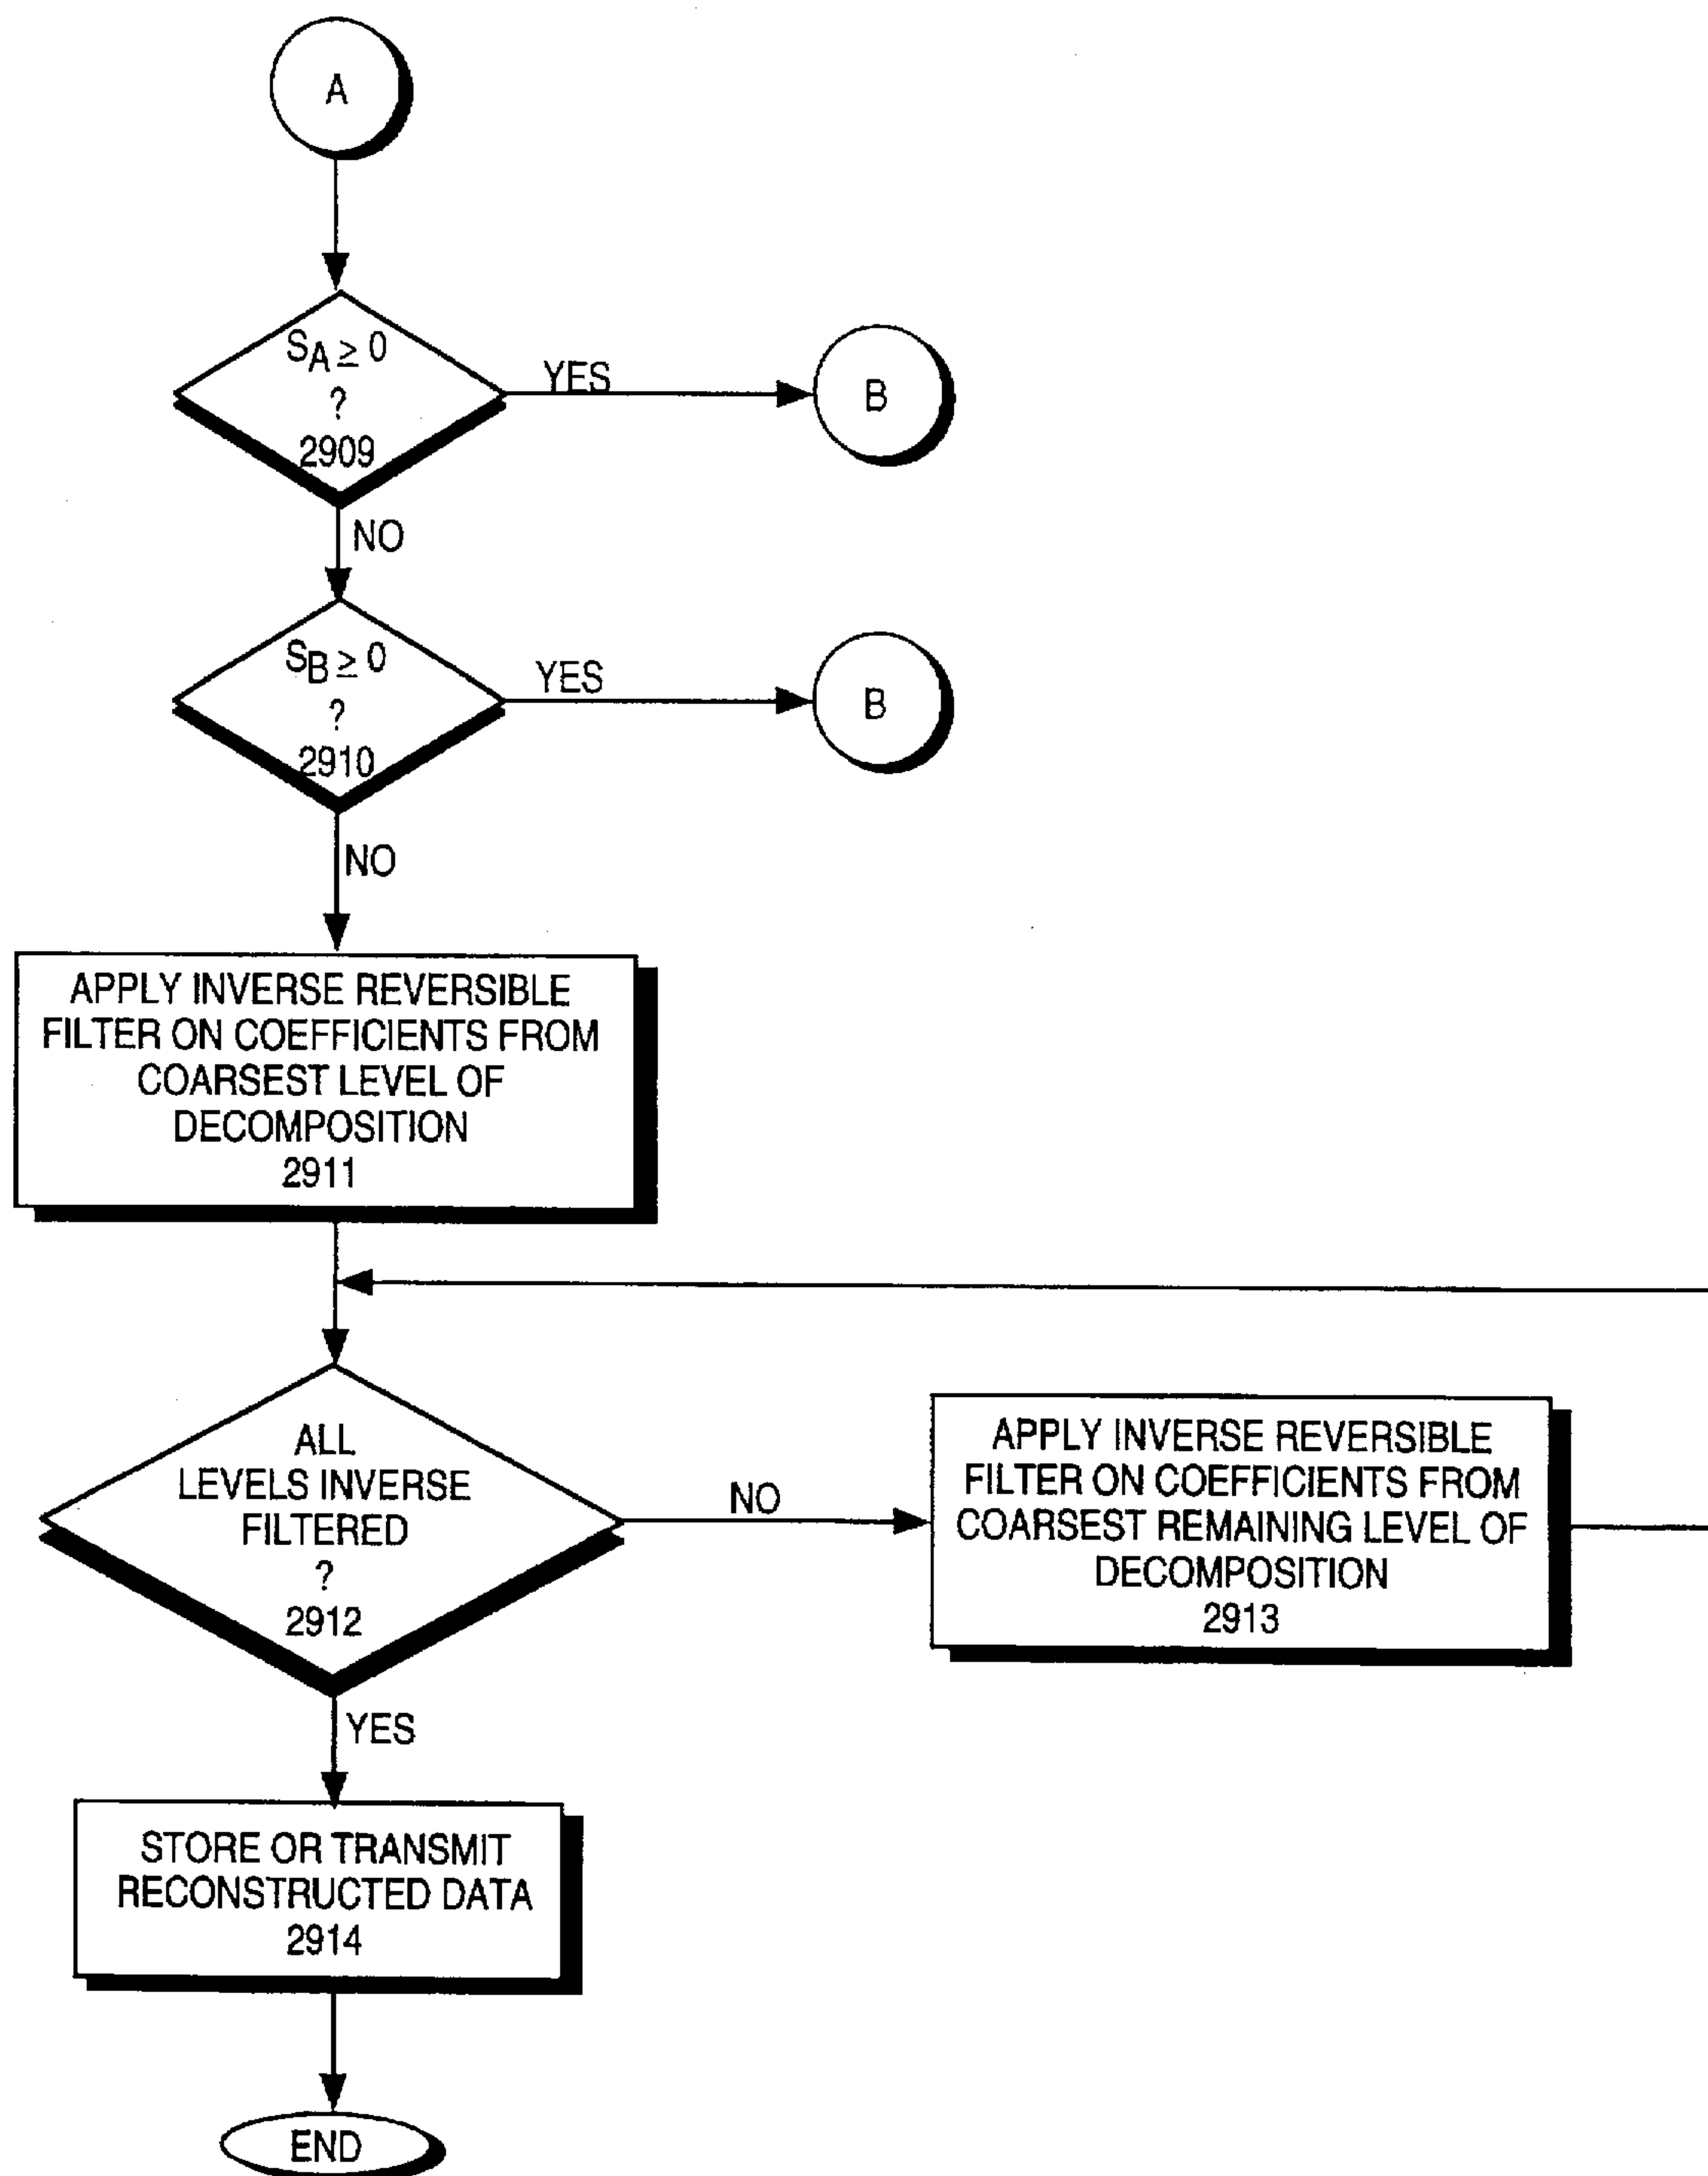 A
SA ≥ 0
?
2909
YES
B
NO
SB ≥ 0
?
2910
YES
B
NO
APPLY INVERSE REVERSIBLE
FILTER ON COEFFICIENTS FROM
COARSEST LEVEL OF
DECOMPOSITION
2911
ALL
LEVELS INVERSE
FILTERED
?
2912
NO
APPLY INVERSE REVERSIBLE
FILTER ON COEFFICIENTS FROM
COARSEST REMAINING LEVEL OF
DECOMPOSITION
2913
YES
STORE OR TRANSMIT
RECONSTRUCTED DATA
2914
END